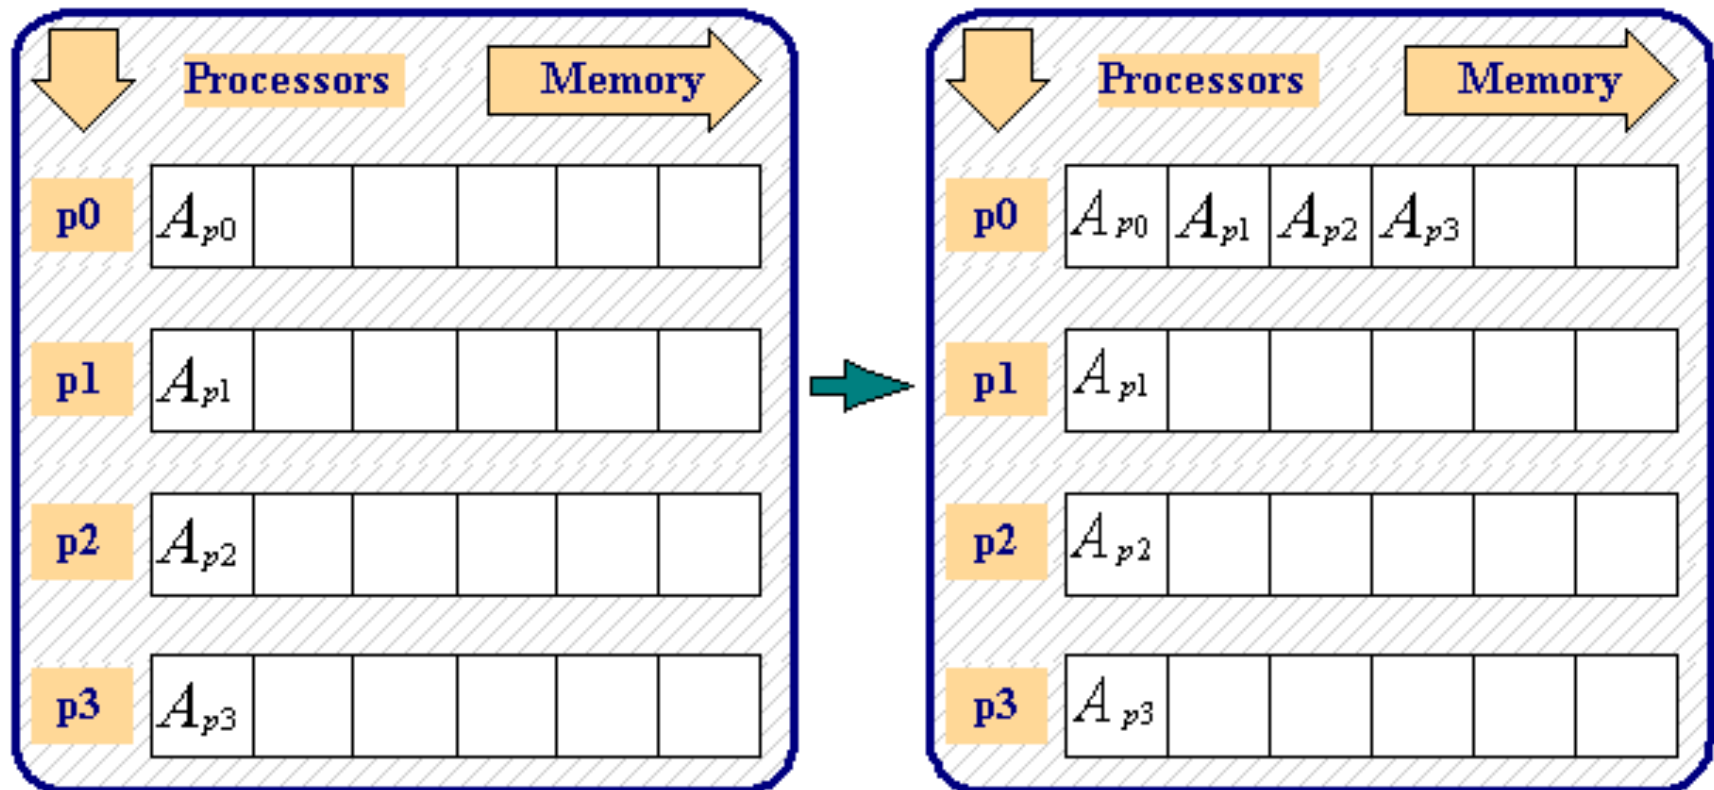 Processors Memory
p0 Ap0
p1 Ap1
p2 Ap2
p3 Ap3
Processors Memory
p0 Ap0 Ap1 Ap2 Ap3
p1 Ap1
p2 Ap2
p3 Ap3